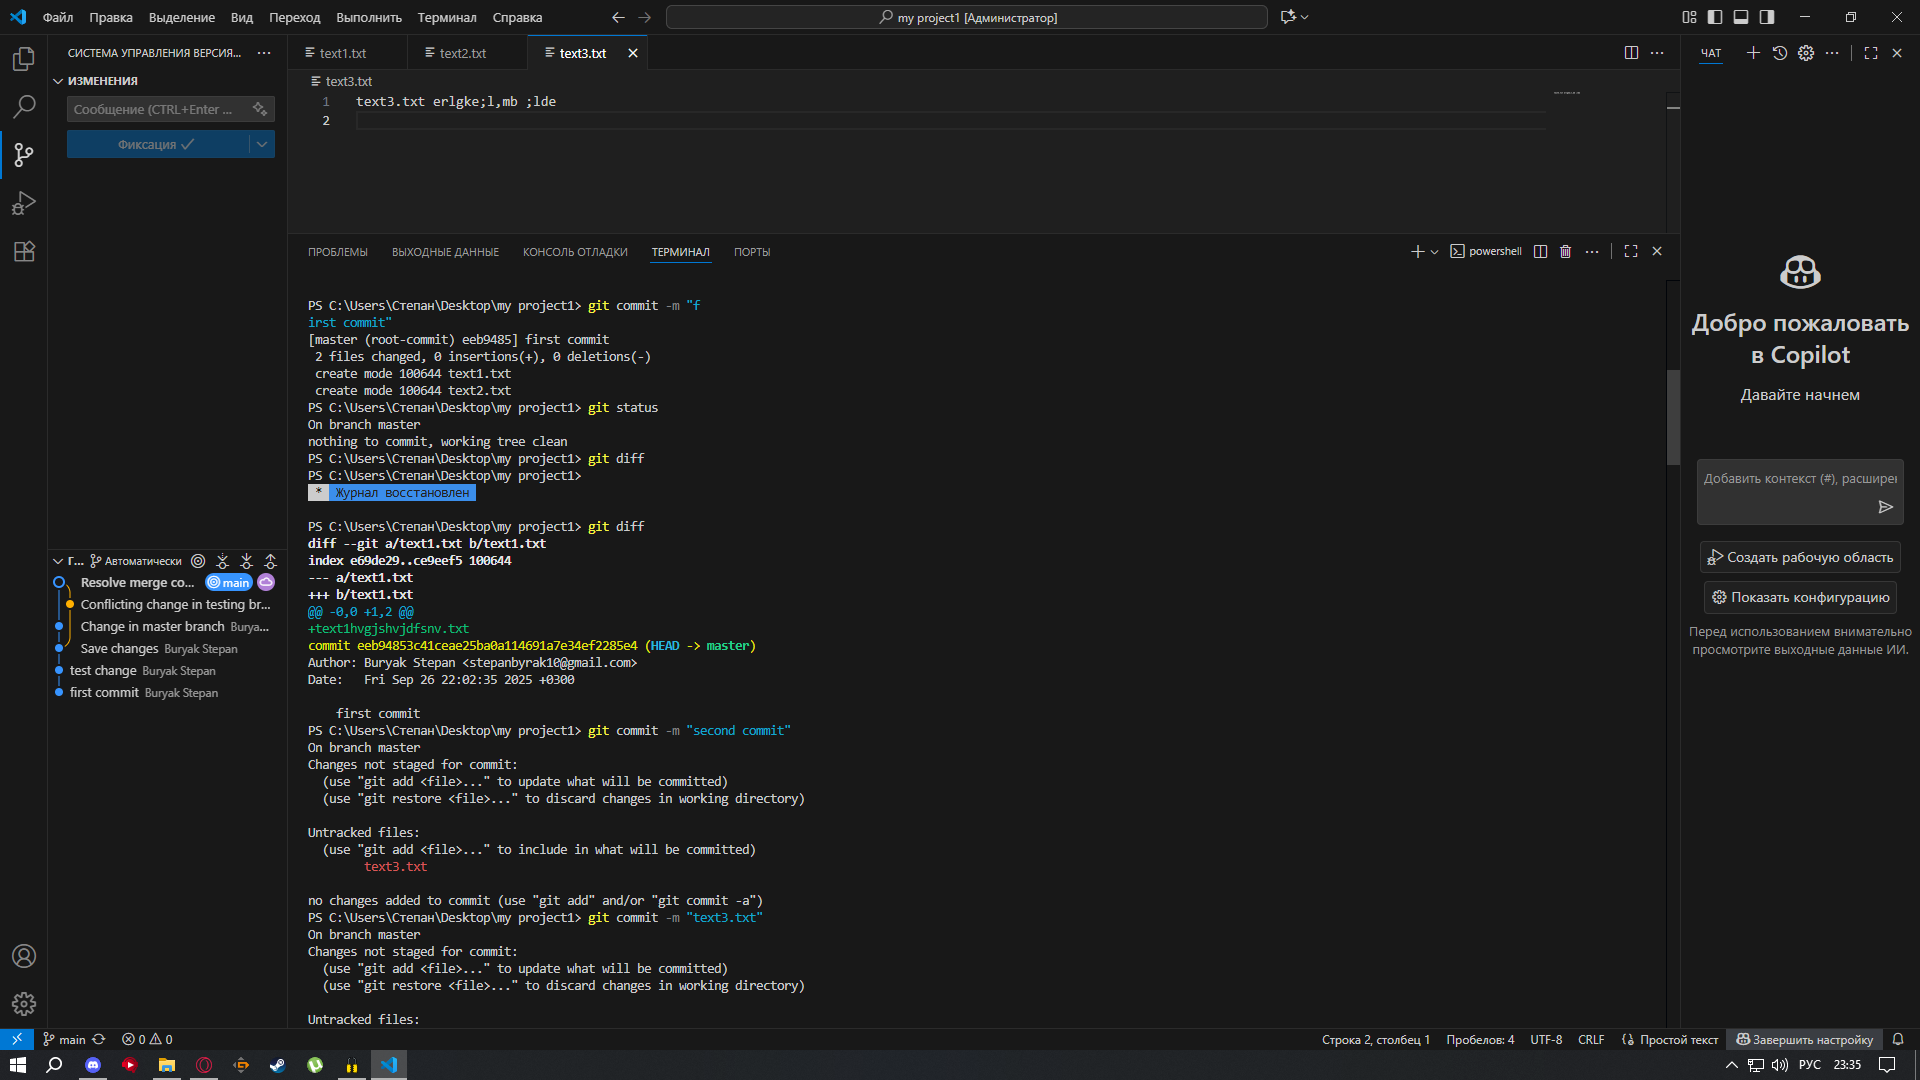 Файл Правка Выделение Вид Переход Выполнить Терминал Справка
my project1 [Администратор]
СИСТЕМА УПРАВЛЕНИЯ ВЕРСИЯ...
ИЗМЕНЕНИЯ
Сообщение (CTRL+Enter ...
Фиксация
text1.txt text2.txt text3.txt
text3.txt
1 text3.txt erlgke;l,mb ;lde
2
ПРОБЛЕМЫ ВЫХОДНЫЕ ДАННЫЕ КОНСОЛЬ ОТЛАДКИ ТЕРМИНАЛ ПОРТЫ
powershell
PS C:\Users\Степан\Desktop\my project1> git commit -m "f
irst commit"
[master (root-commit) eeb9485] first commit
 2 files changed, 0 insertions(+), 0 deletions(-)
 create mode 100644 text1.txt
 create mode 100644 text2.txt
PS C:\Users\Степан\Desktop\my project1> git status
On branch master
nothing to commit, working tree clean
PS C:\Users\Степан\Desktop\my project1> git diff
PS C:\Users\Степан\Desktop\my project1>
* Журнал восстановлен
PS C:\Users\Степан\Desktop\my project1> git diff
diff --git a/text1.txt b/text1.txt
index e69de29..ce9eef5 100644
--- a/text1.txt
+++ b/text1.txt
@@ -0,0 +1,2 @@
+text1hvgjshvjdfsnv.txt
commit eeb94853c41ceae25ba0a114691a7e34ef2285e4 (HEAD -> master)
Author: Buryak Stepan <stepanbyrak10@gmail.com>
Date:   Fri Sep 26 22:02:35 2025 +0300
    first commit
PS C:\Users\Степан\Desktop\my project1> git commit -m "second commit"
On branch master
Changes not staged for commit:
  (use "git add <file>..." to update what will be committed)
  (use "git restore <file>..." to discard changes in working directory)
Untracked files:
  (use "git add <file>..." to include in what will be committed)
        text3.txt
no changes added to commit (use "git add" and/or "git commit -a")
PS C:\Users\Степан\Desktop\my project1> git commit -m "text3.txt"
On branch master
Changes not staged for commit:
  (use "git add <file>..." to update what will be committed)
  (use "git restore <file>..." to discard changes in working directory)
Untracked files:
Г... Автоматически
Resolve merge co... main
Conflicting change in testing br...
Change in master branch Burya...
Save changes Buryak Stepan
test change Buryak Stepan
first commit Buryak Stepan
ЧАТ
Добро пожаловать
в Copilot
Давайте начнем
Добавить контекст (#), расширен
Создать рабочую область
Показать конфигурацию
Перед использованием внимательно
просмотрите выходные данные ИИ.
main 0 0
Строка 2, столбец 1 Пробелов: 4 UTF-8 CRLF Простой текст Завершить настройку
РУС 23:35